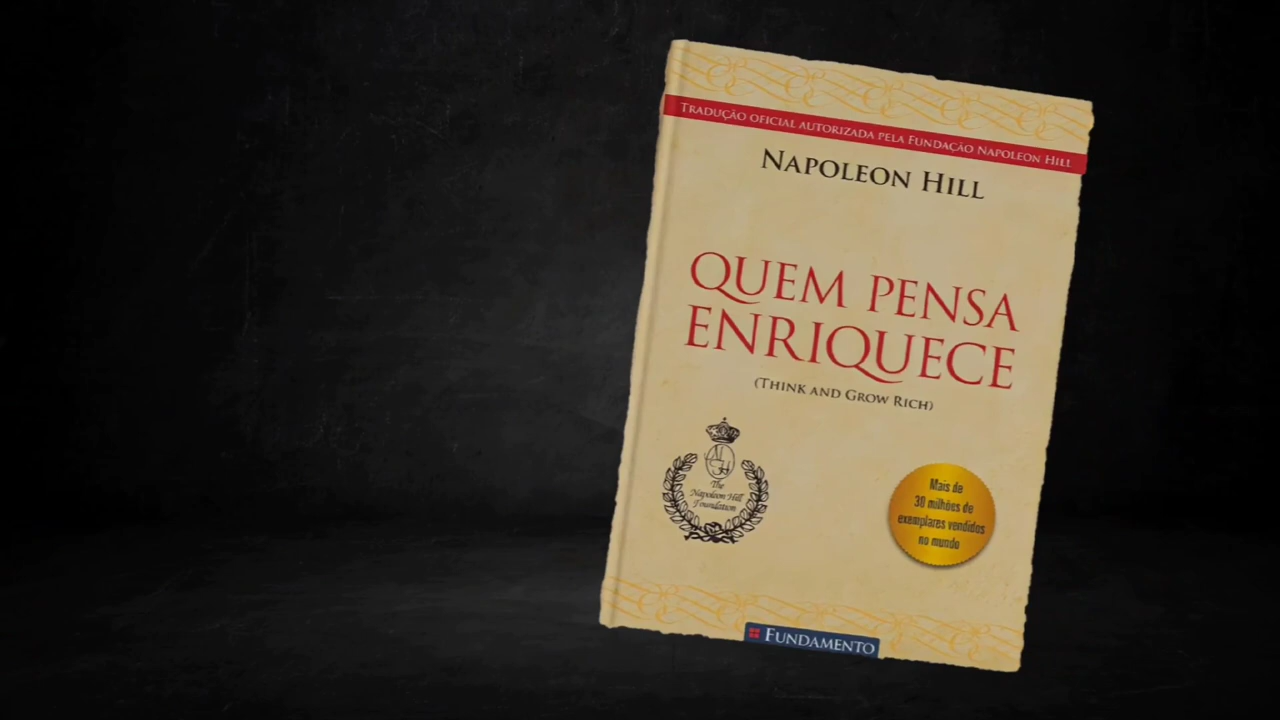 TRADUÇÃO OFICIAL AUTORIZADA PELA FUNDAÇÃO NAPOLEON HILL
NAPOLEON HILL
QUEM PENSA
ENRIQUECE
(THINK AND GROW RICH)
NH
The
Napoleon Hill
Foundation
Mais de
30 milhões de
exemplares vendidos
no mundo
FUNDAMENTO